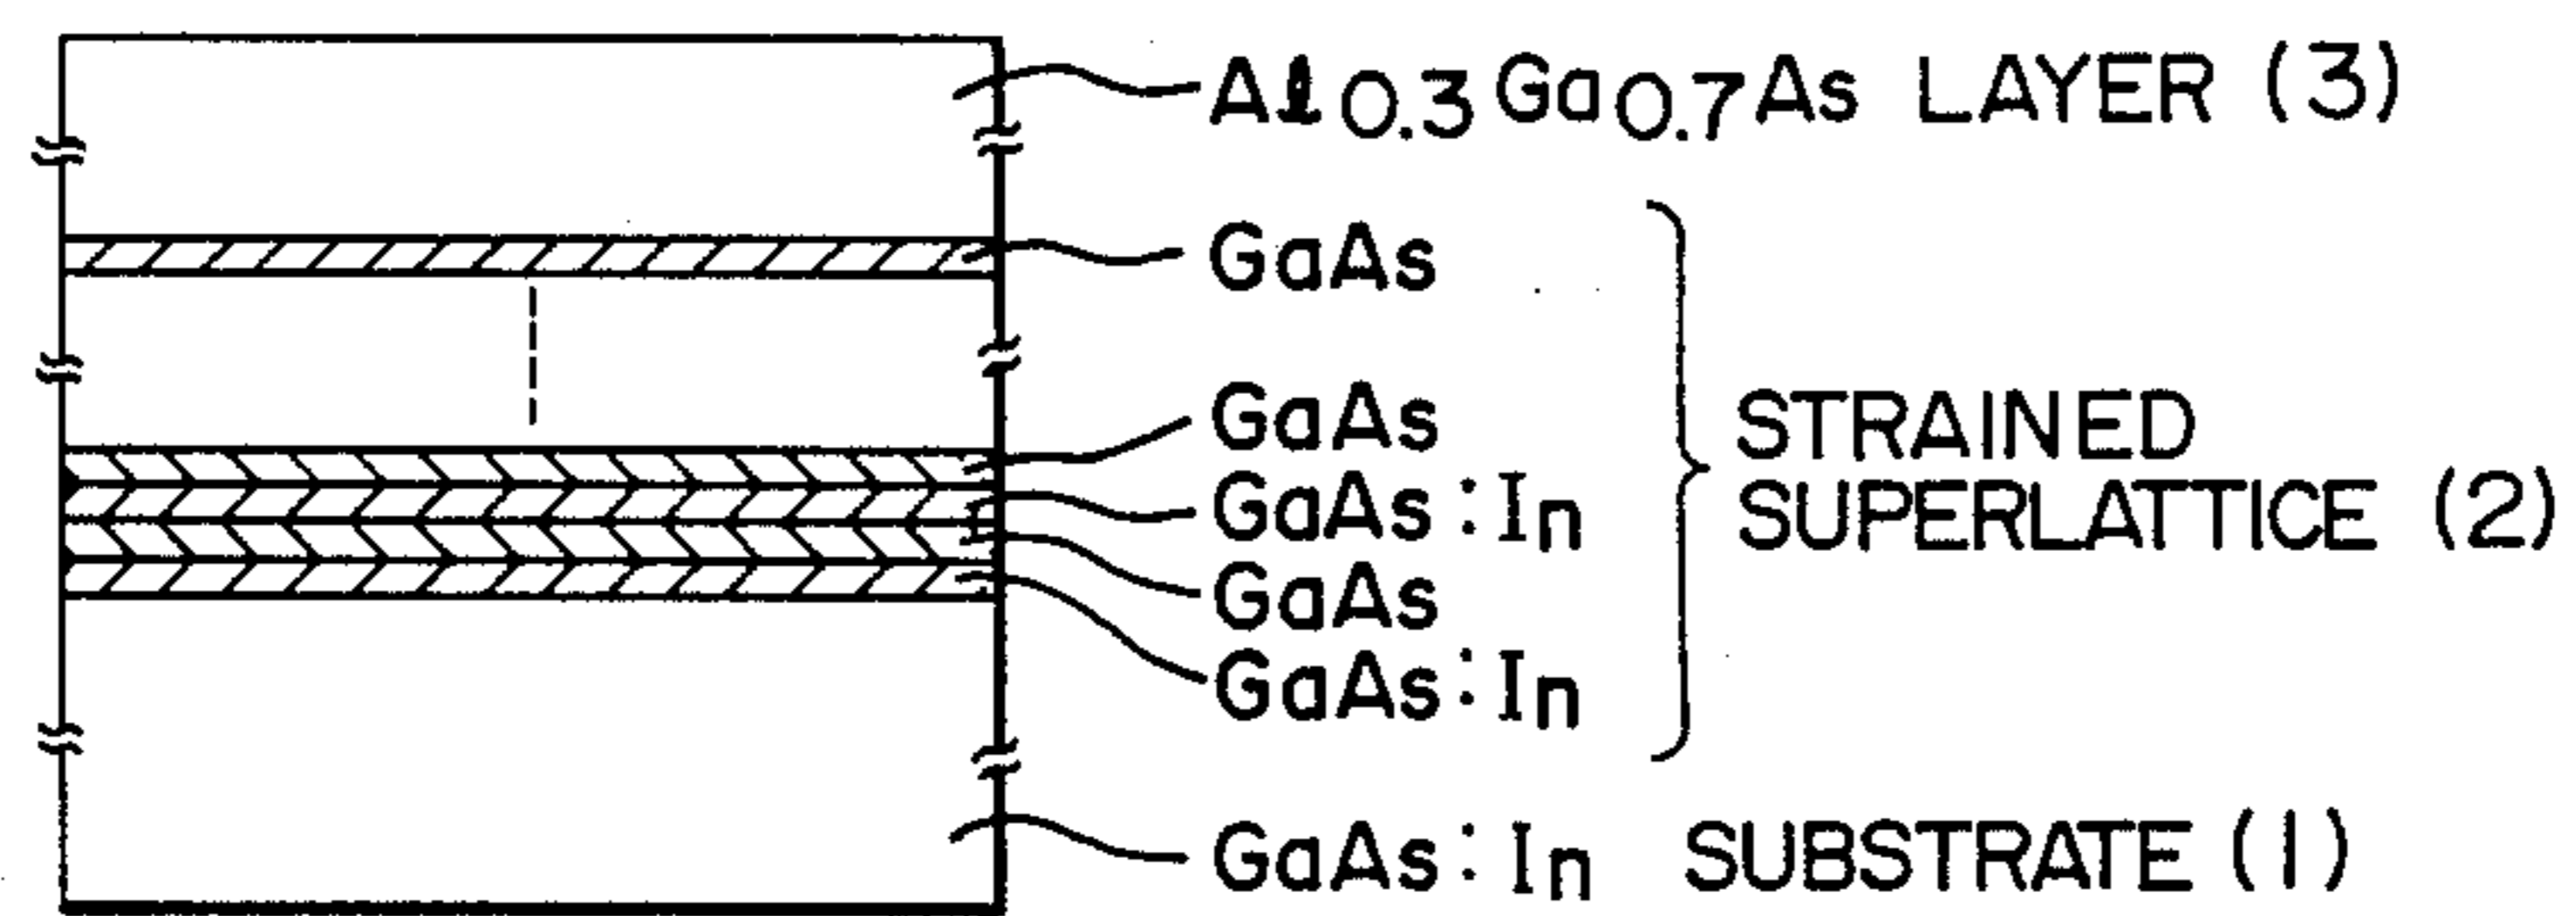 Al0.3Ga0.7As LAYER (3)
GaAs
GaAs
GaAs:In
GaAs
GaAs:In
STRAINED
SUPERLATTICE (2)
GaAs:In SUBSTRATE (1)